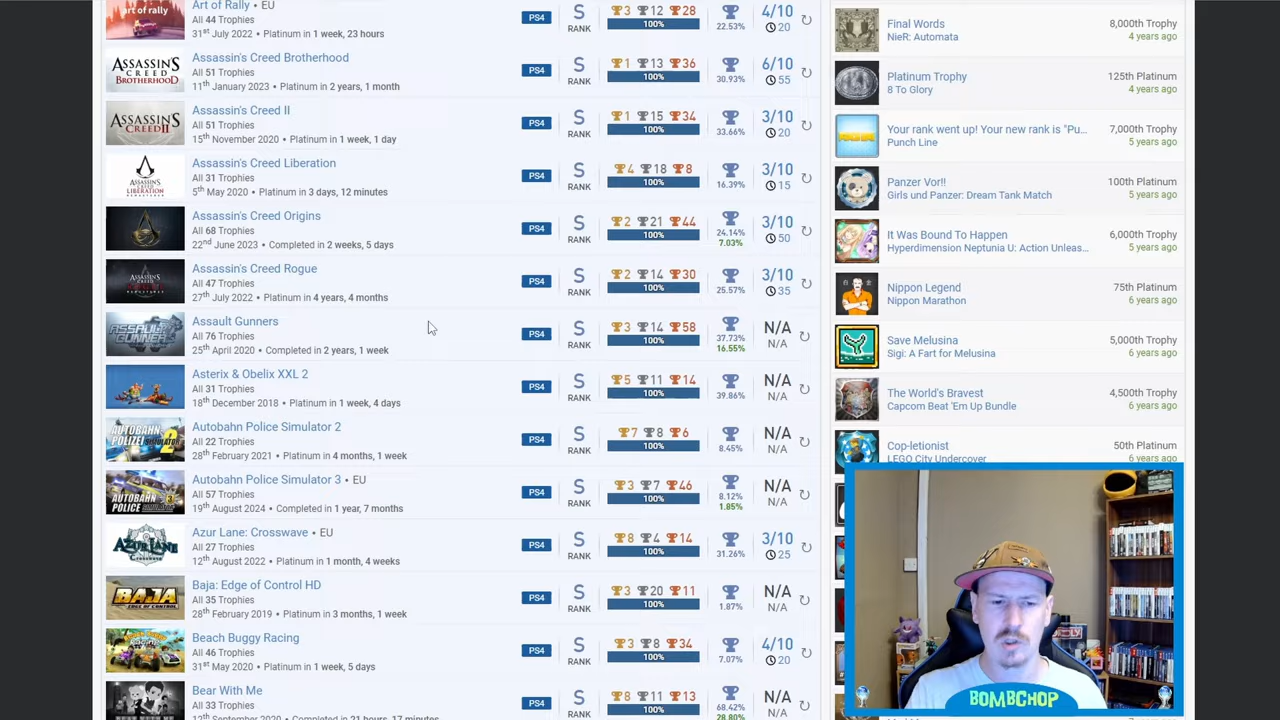 Art of Rally • EU
All 44 Trophies
31st July 2022 • Platinum in 1 week, 23 hours
PS4
S
RANK
3 12 28
100%
22.53%
4/10
20
Assassin's Creed Brotherhood
All 51 Trophies
11th January 2023 • Platinum in 2 years, 1 month
PS4
S
RANK
1 13 36
100%
30.93%
6/10
55
Assassin's Creed II
All 51 Trophies
15th November 2020 • Platinum in 1 week, 1 day
PS4
S
RANK
1 15 34
100%
33.66%
3/10
20
Assassin's Creed Liberation
All 31 Trophies
5th May 2020 • Platinum in 3 days, 12 minutes
PS4
S
RANK
4 18 8
100%
16.39%
3/10
15
Assassin's Creed Origins
All 68 Trophies
22nd June 2023 • Completed in 2 weeks, 5 days
PS4
S
RANK
2 21 44
100%
24.14%
7.03%
3/10
50
Assassin's Creed Rogue
All 47 Trophies
27th July 2022 • Platinum in 4 years, 4 months
PS4
S
RANK
2 14 30
100%
25.57%
3/10
35
Assault Gunners
All 76 Trophies
25th April 2020 • Completed in 2 years, 1 week
PS4
S
RANK
3 14 58
100%
37.73%
16.55%
N/A
N/A
Asterix & Obelix XXL 2
All 31 Trophies
18th December 2018 • Platinum in 1 week, 4 days
PS4
S
RANK
5 11 14
100%
39.86%
N/A
N/A
Autobahn Police Simulator 2
All 22 Trophies
28th February 2021 • Platinum in 4 months, 1 week
PS4
S
RANK
7 8 6
100%
8.45%
N/A
N/A
Autobahn Police Simulator 3 • EU
All 57 Trophies
19th August 2024 • Completed in 1 year, 7 months
PS4
S
RANK
3 7 46
100%
8.12%
1.85%
N/A
N/A
Azur Lane: Crosswave • EU
All 27 Trophies
12th August 2022 • Platinum in 1 month, 4 weeks
PS4
S
RANK
8 4 14
100%
31.26%
3/10
25
Baja: Edge of Control HD
All 35 Trophies
28th February 2019 • Platinum in 3 months, 1 week
PS4
S
RANK
3 20 11
100%
1.87%
N/A
N/A
Beach Buggy Racing
All 46 Trophies
31st May 2020 • Platinum in 1 week, 5 days
PS4
S
RANK
3 8 34
100%
7.07%
4/10
20
Bear With Me
All 33 Trophies
12th September 2020 • Completed in 21 hours, 17 minutes
PS4
S
RANK
8 11 13
100%
68.42%
28.80%
N/A
N/A
Final Words
NieR: Automata
8,000th Trophy
4 years ago
Platinum Trophy
8 To Glory
125th Platinum
4 years ago
Your rank went up! Your new rank is "Pu...
Punch Line
7,000th Trophy
5 years ago
Panzer Vor!!
Girls und Panzer: Dream Tank Match
100th Platinum
5 years ago
It Was Bound To Happen
Hyperdimension Neptunia U: Action Unleas...
6,000th Trophy
5 years ago
Nippon Legend
Nippon Marathon
75th Platinum
6 years ago
Save Melusina
Sigi: A Fart for Melusina
5,000th Trophy
6 years ago
The World's Bravest
Capcom Beat 'Em Up Bundle
4,500th Trophy
6 years ago
Cop-letionist
LEGO City Undercover
50th Platinum
6 years ago
BOMBCHOP